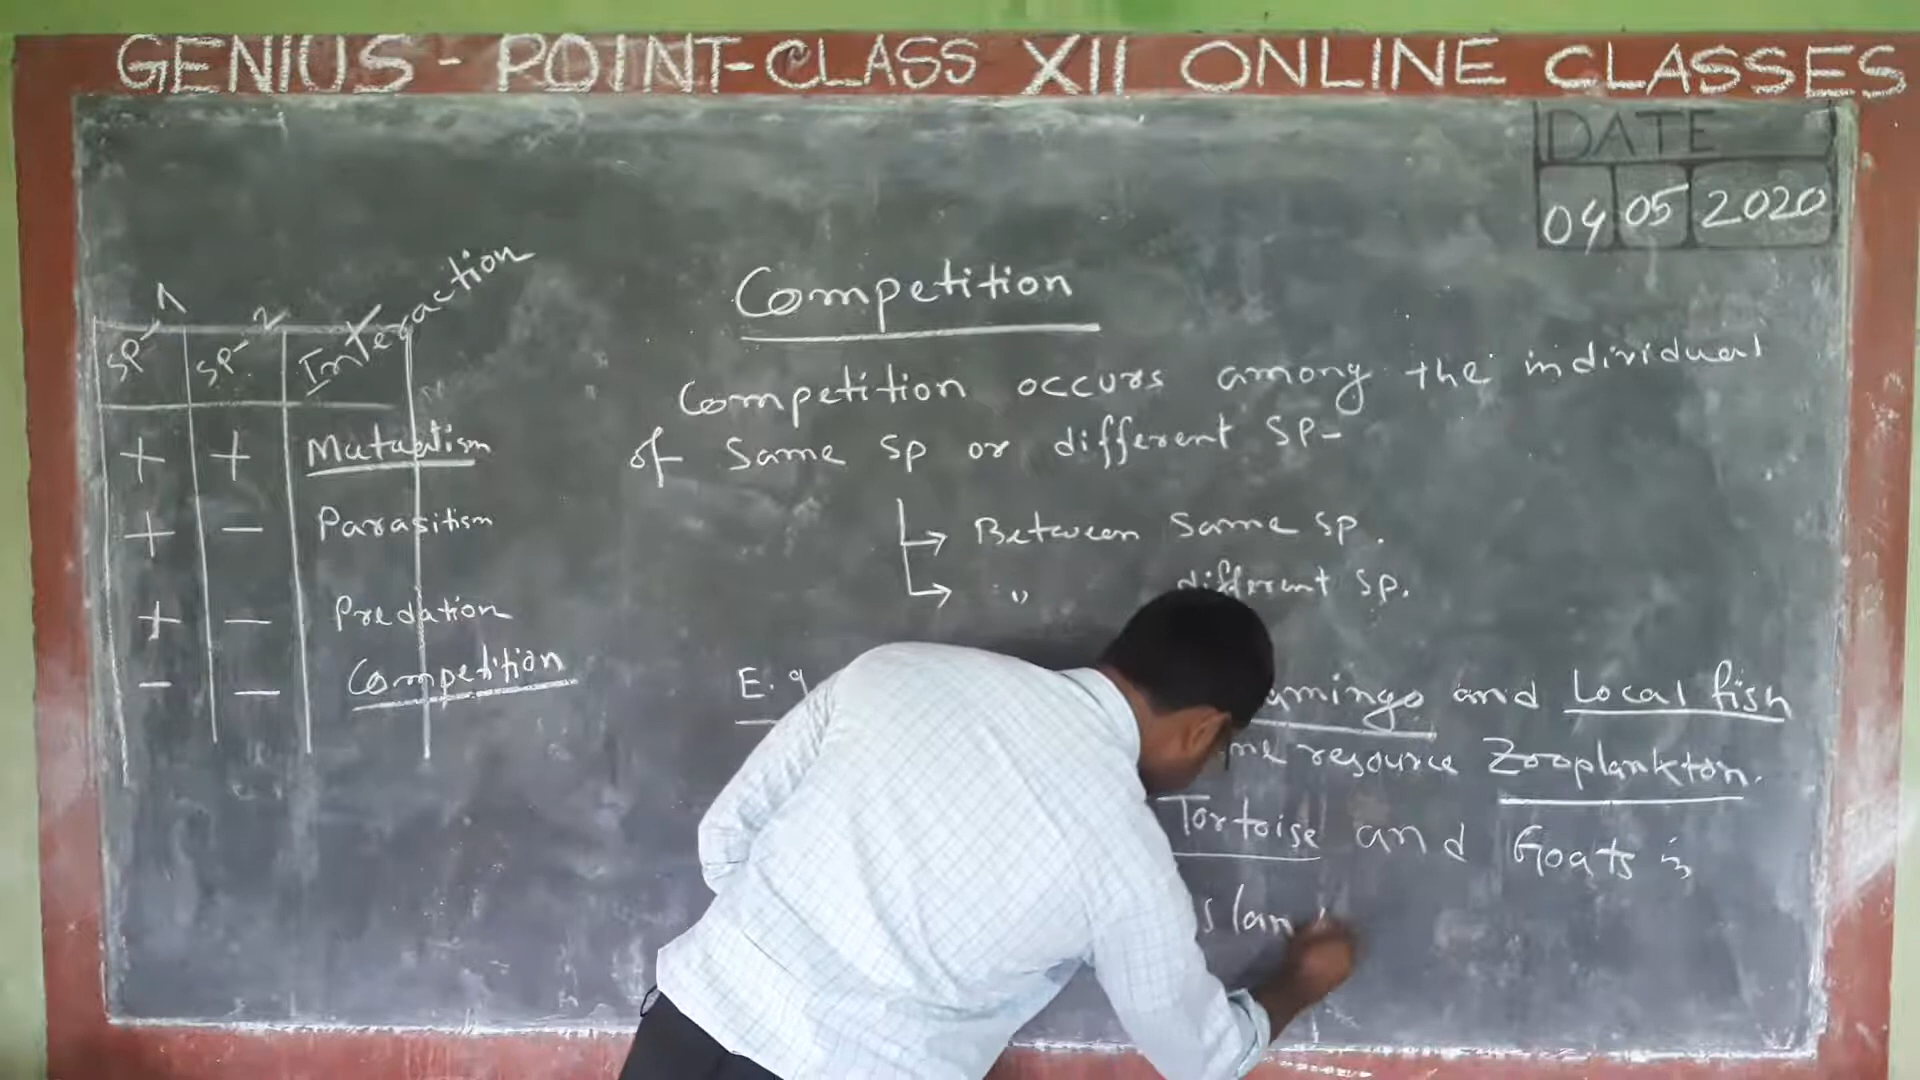 GENIUS - POINT-CLASS XII ONLINE CLASSES
DATE
04 05 2020
SP-1 SP-2 Interaction
+ + Mutualism
+ - Parasitism
+ - Predation
- - Competition
Competition
Competition occurs among the individual
of Same sp or different SP-
→ Between Same sp.
→ ,, different sp.
E.g and Local fish
resource Zooplankton.
Tortoise and Goats in